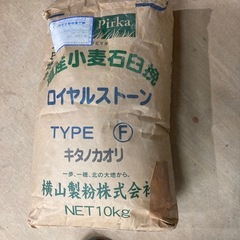 Pirka
産小麦石臼挽
ロイヤルストーン
TYPE F
キタノカオリ
一歩、一穂、北の大地から。
横山製粉株式会社
NET10kg